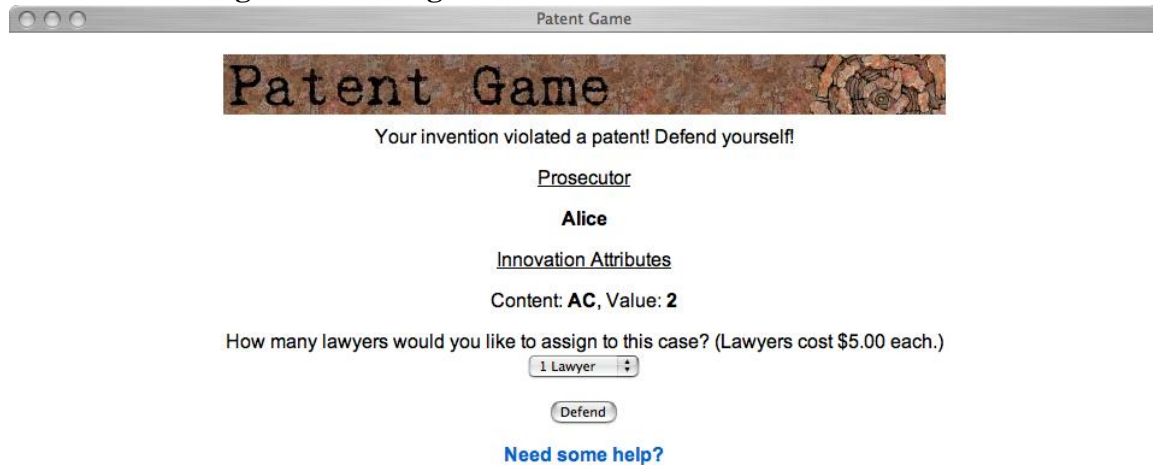 Patent Game
Patent Game
Your invention violated a patent! Defend yourself!
Prosecutor
Alice
Innovation Attributes
Content: AC, Value: 2
How many lawyers would you like to assign to this case? (Lawyers cost $5.00 each.)
1 Lawyer
Defend
Need some help?